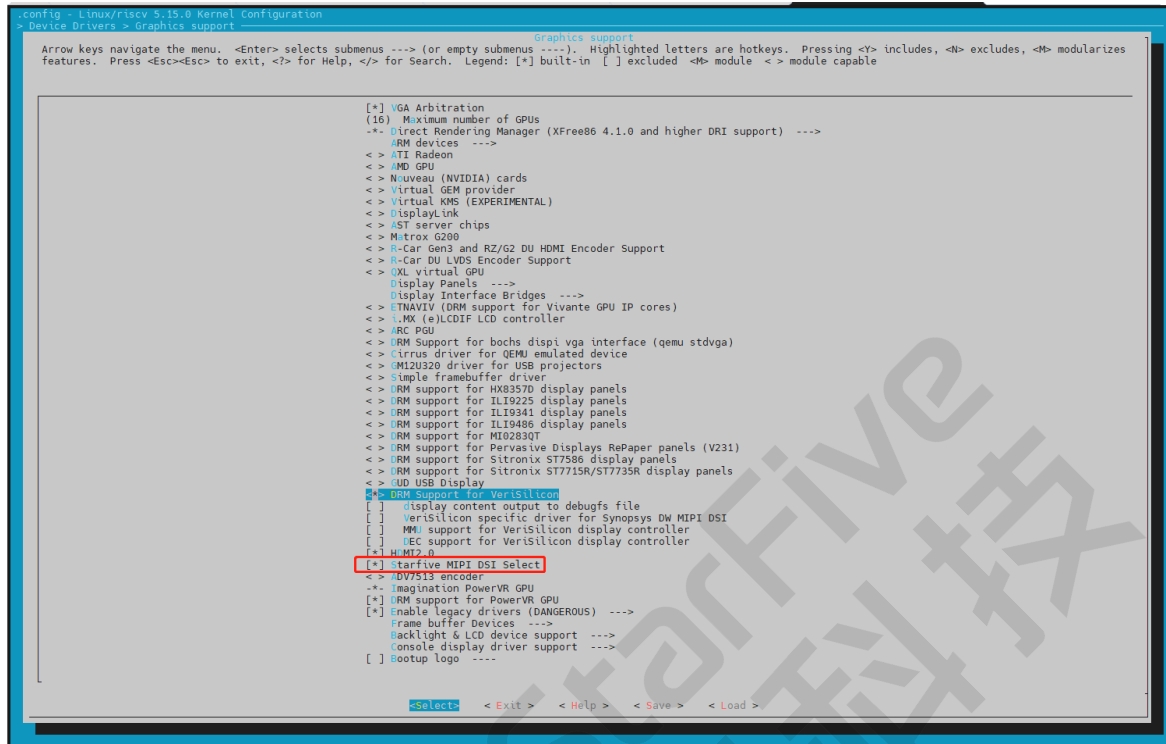 .config - Linux/riscv 5.15.0 Kernel Configuration
> Device Drivers > Graphics support
Graphics support
Arrow keys navigate the menu.  <Enter> selects submenus ---> (or empty submenus ----).  Highlighted letters are hotkeys.  Pressing <Y> includes, <N> excludes, <M> modularizes
features.  Press <Esc><Esc> to exit, <?> for Help, </> for Search.  Legend: [*] built-in  [ ] excluded  <M> module  < > module capable
[*] VGA Arbitration
(16)  Maximum number of GPUs
-*- Direct Rendering Manager (XFree86 4.1.0 and higher DRI support)  --->
ARM devices  --->
< > ATI Radeon
< > AMD GPU
< > Nouveau (NVIDIA) cards
< > Virtual GEM provider
< > Virtual KMS (EXPERIMENTAL)
< > DisplayLink
< > AST server chips
< > Matrox G200
< > R-Car Gen3 and RZ/G2 DU HDMI Encoder Support
< > R-Car DU LVDS Encoder Support
< > QXL virtual GPU
Display Panels  --->
Display Interface Bridges  --->
< > ETNAVIV (DRM support for Vivante GPU IP cores)
< > i.MX (e)LCDIF LCD controller
< > ARC PGU
< > DRM Support for bochs dispi vga interface (qemu stdvga)
< > Cirrus driver for QEMU emulated device
< > GM12U320 driver for USB projectors
< > Simple framebuffer driver
< > DRM support for HX8357D display panels
< > DRM support for ILI9225 display panels
< > DRM support for ILI9341 display panels
< > DRM support for ILI9486 display panels
< > DRM support for MI0283QT
< > DRM support for Pervasive Displays RePaper panels (V231)
< > DRM support for Sitronix ST7586 display panels
< > DRM support for Sitronix ST7715R/ST7735R display panels
< > GUD USB Display
<*> DRM Support for VeriSilicon
[ ]   display content output to debugfs file
[ ]   VeriSilicon specific driver for Synopsys DW MIPI DSI
[ ]   MMU support for VeriSilicon display controller
[ ]   DEC support for VeriSilicon display controller
[*] HDMI2.0
[*] Starfive MIPI DSI Select
< > ADV7513 encoder
-*- Imagination PowerVR GPU
[*] DRM support for PowerVR GPU
[*] Enable legacy drivers (DANGEROUS)  --->
Frame buffer Devices  --->
Backlight & LCD device support  --->
Console display driver support  --->
[ ] Bootup logo  ----
<Select>    < Exit >    < Help >    < Save >    < Load >
StarFive
科技